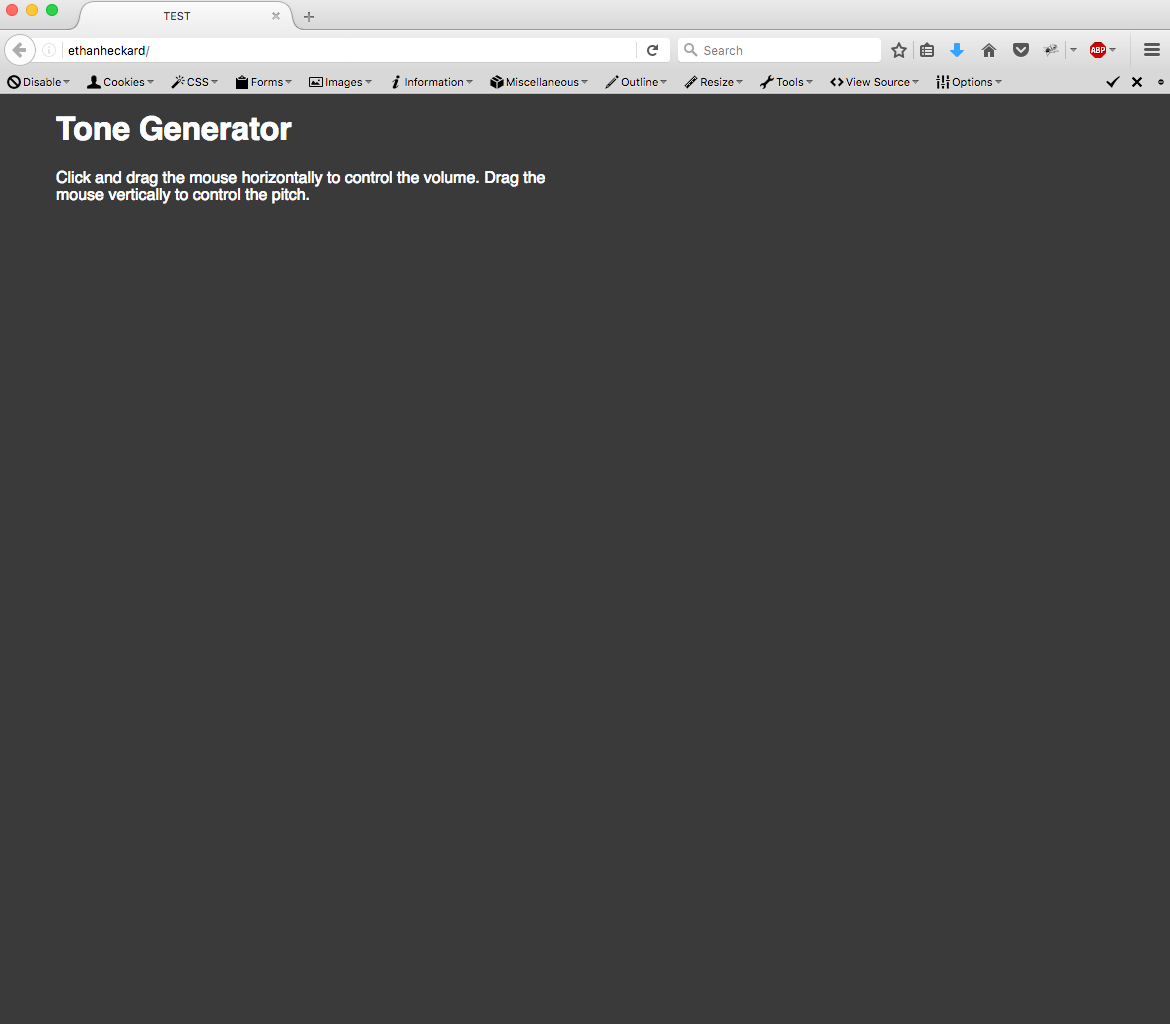 TEST
ethanheckard/
Search
ABP
Disable Cookies CSS Forms Images Information Miscellaneous Outline Resize Tools View Source Options
Tone Generator
Click and drag the mouse horizontally to control the volume. Drag the
mouse vertically to control the pitch.